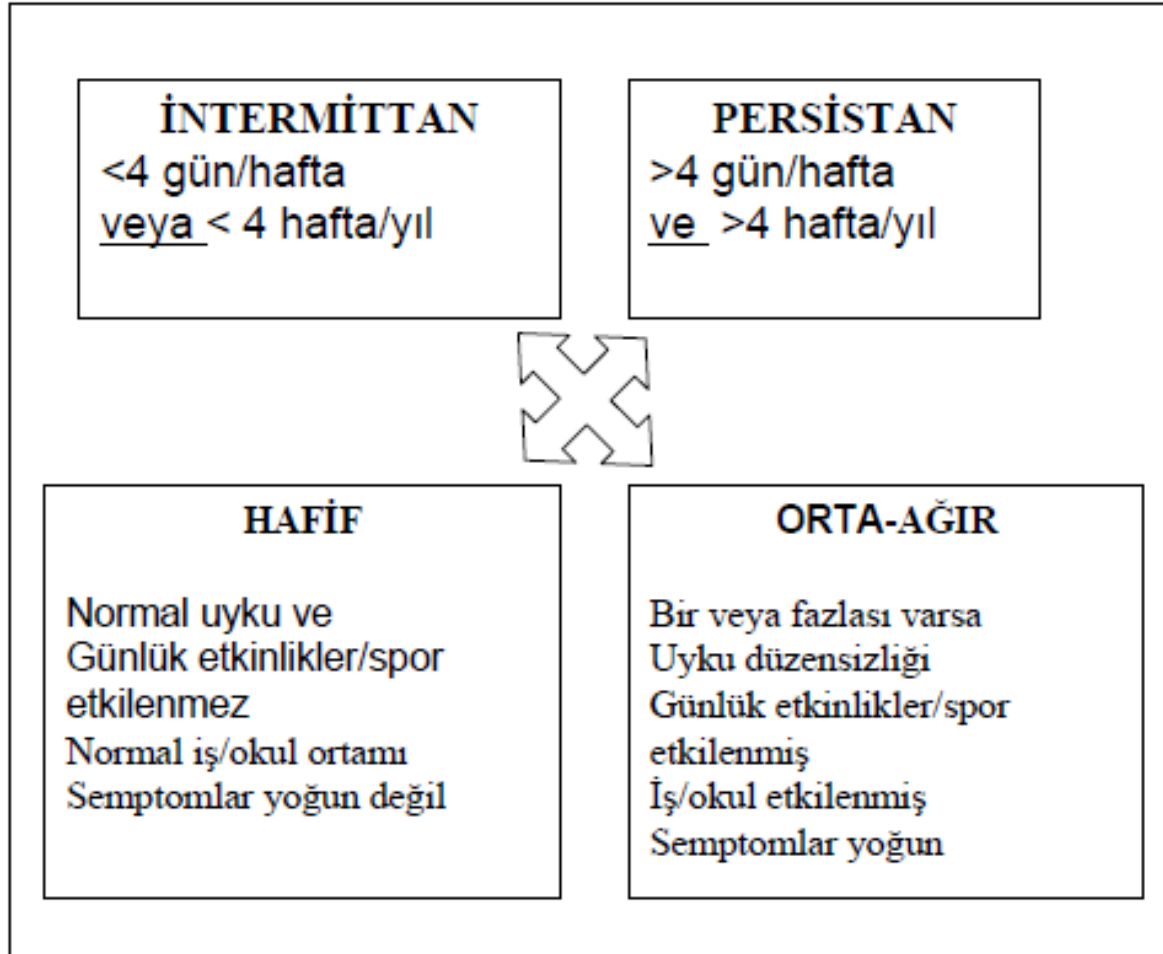 İNTERMİTTAN
<4 gün/hafta
veya < 4 hafta/yıl
PERSİSTAN
>4 gün/hafta
ve >4 hafta/yıl
HAFİF
Normal uyku ve
Günlük etkinlikler/spor
etkilenmez
Normal iş/okul ortamı
Semptomlar yoğun değil
ORTA-AĞIR
Bir veya fazlası varsa
Uyku düzensizliği
Günlük etkinlikler/spor
etkilenmiş
İş/okul etkilenmiş
Semptomlar yoğun